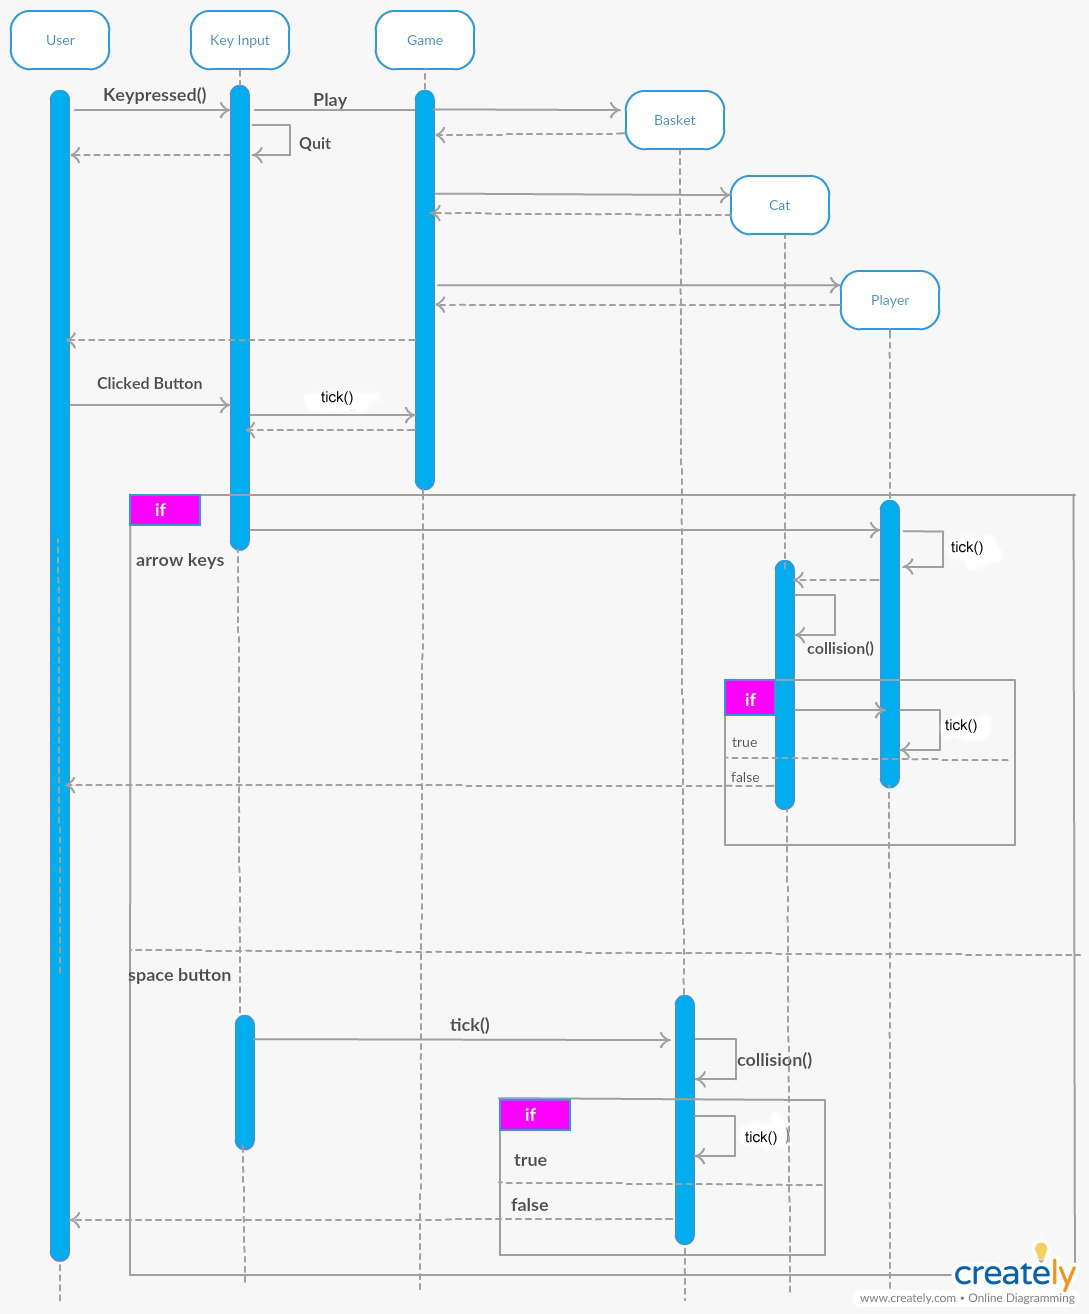 User
Key Input
Game
Keypressed()
Play
Basket
Quit
Cat
Player
Clicked Button
tick()
if
arrow keys
tick()
collision()
if
tick()
true
false
space button
tick()
collision()
if
tick()
true
false
creately
www.creately.com • Online Diagramming